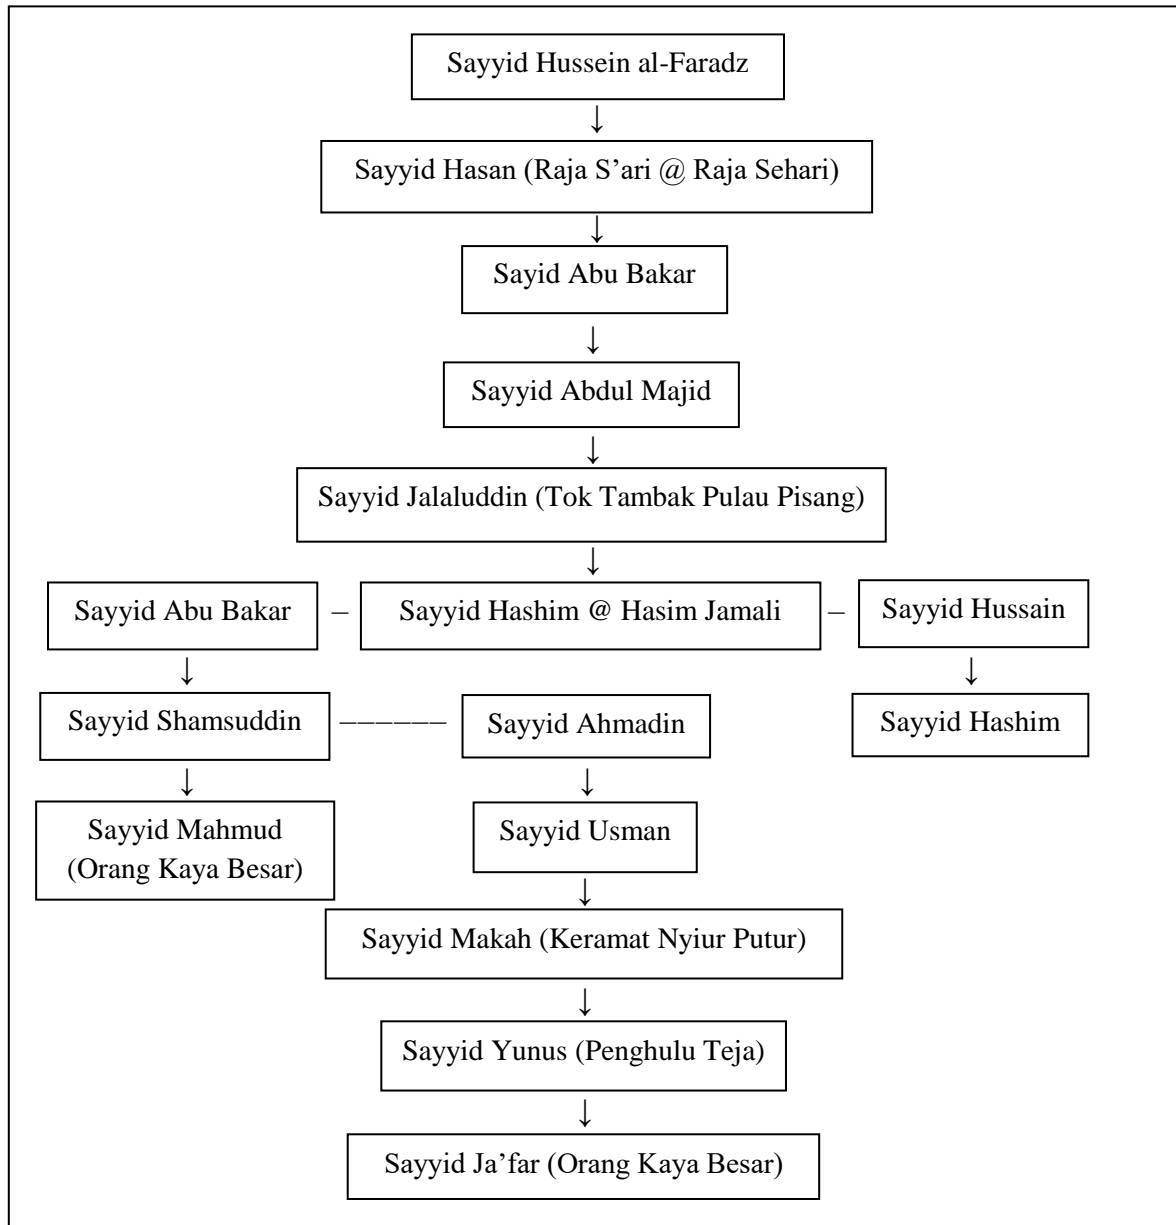 Sayyid Hussein al-Faradz
Sayyid Hasan (Raja S’ari @ Raja Sehari)
Sayid Abu Bakar
Sayyid Abdul Majid
Sayyid Jalaluddin (Tok Tambak Pulau Pisang)
Sayyid Abu Bakar
Sayyid Hashim @ Hasim Jamali
Sayyid Hussain
Sayyid Shamsuddin
Sayyid Ahmadin
Sayyid Hashim
Sayyid Mahmud
(Orang Kaya Besar)
Sayyid Usman
Sayyid Makah (Keramat Nyiur Putur)
Sayyid Yunus (Penghulu Teja)
Sayyid Ja’far (Orang Kaya Besar)